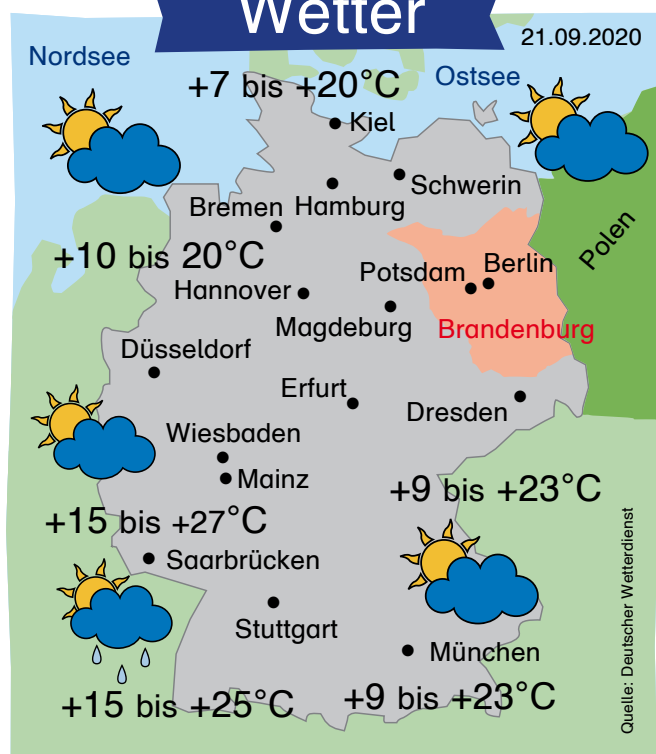 Wetter
21.09.2020
Nordsee
Ostsee
+7 bis +20°C
Kiel
Schwerin
Bremen
Hamburg
Polen
+10 bis 20°C
Potsdam
Berlin
Hannover
Magdeburg
Brandenburg
Düsseldorf
Erfurt
Dresden
Wiesbaden
Mainz
+9 bis +23°C
+15 bis +27°C
Saarbrücken
Stuttgart
München
+15 bis +25°C
+9 bis +23°C
Quelle: Deutscher Wetterdienst